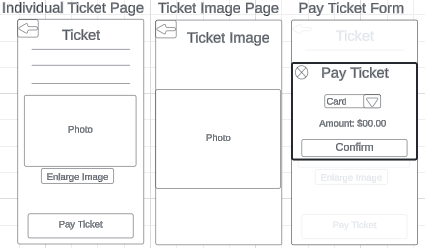 Individual Ticket Page
Ticket
Photo
Enlarge Image
Pay Ticket
Ticket Image Page
Ticket Image
Photo
Pay Ticket Form
Ticket
Pay Ticket
Card
Amount: $00.00
Confirm
Enlarge Image
Pay Ticket